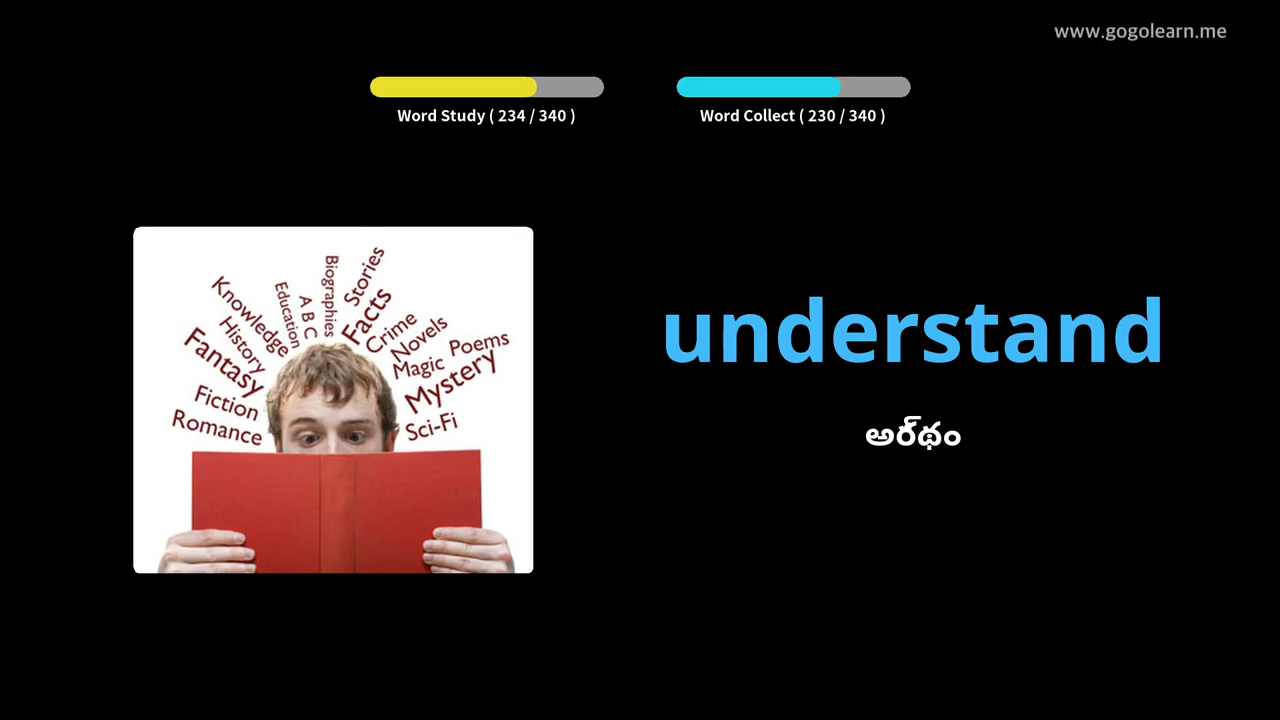 www.gogolearn.me
Word Study ( 234 / 340 )
Word Collect ( 230 / 340 )
Knowledge
History
Fantasy
Fiction
Romance
Education
A B C
Biographies
Stories
Facts
Crime
Novels
Magic
Poems
Mystery
Sci-Fi
understand
అర్థం